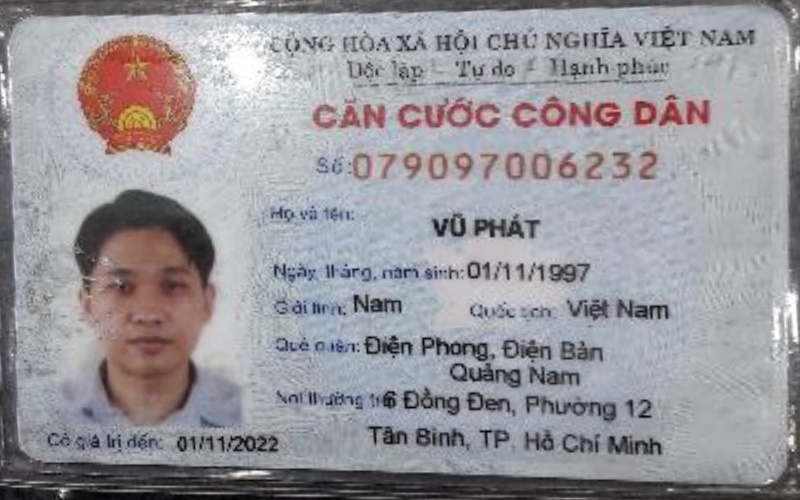 CỘNG HÒA XÃ HỘI CHỦ NGHĨA VIỆT NAM
Độc lập - Tự do - Hạnh phúc
CĂN CƯỚC CÔNG DÂN
Số: 079097006232
Họ và tên:
VŨ PHÁT
Ngày, tháng, năm sinh: 01/11/1997
Giới tính: Nam Quốc tịch: Việt Nam
Quê quán: Điện Phong, Điện Bàn
Quảng Nam
Nơi thường trú: 6 Đồng Đen, Phường 12
Tân Bình, TP. Hồ Chí Minh
Có giá trị đến: 01/11/2022